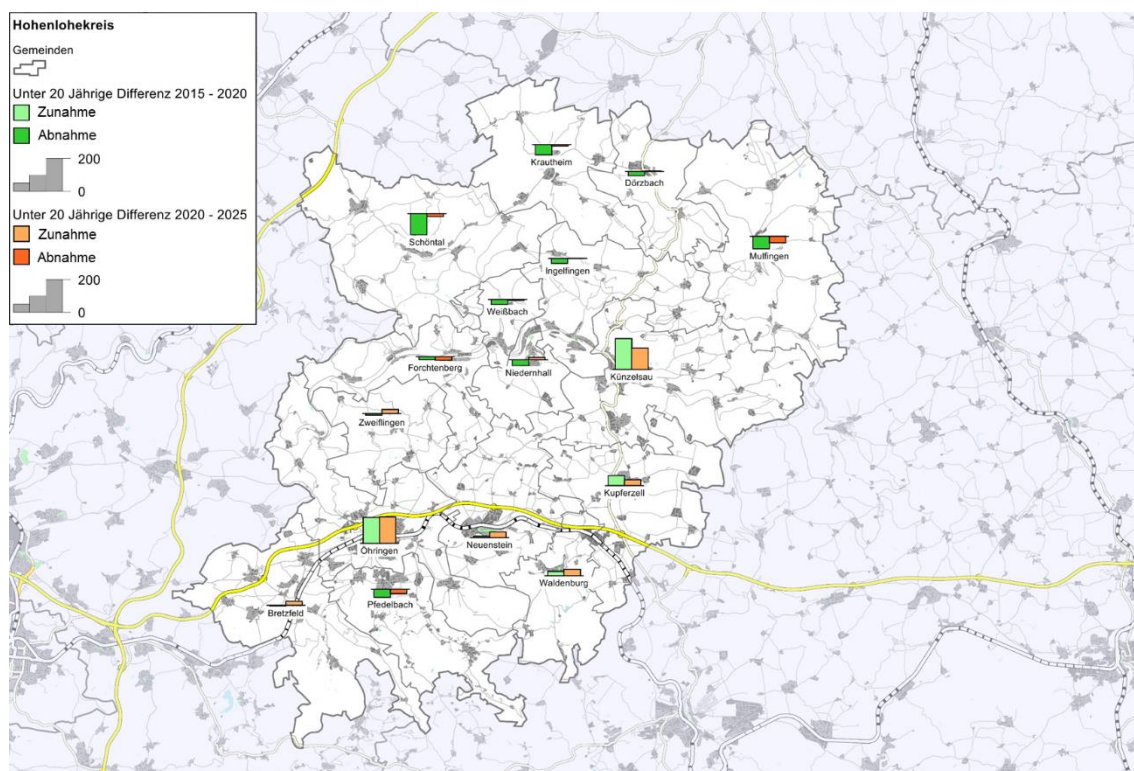 Hohenlohekreis
Gemeinden
Unter 20 Jährige Differenz 2015 - 2020
Zunahme
Abnahme
200
0
Unter 20 Jährige Differenz 2020 - 2025
Zunahme
Abnahme
200
0
Krautheim
Dörzbach
Schöntal
Mulfingen
Ingelfingen
Weißbach
Forchtenberg
Niedernhall
Künzelsau
Zweiflingen
Kupferzell
Öhringen
Neuenstein
Waldenburg
Bretzfeld
Pfedelbach